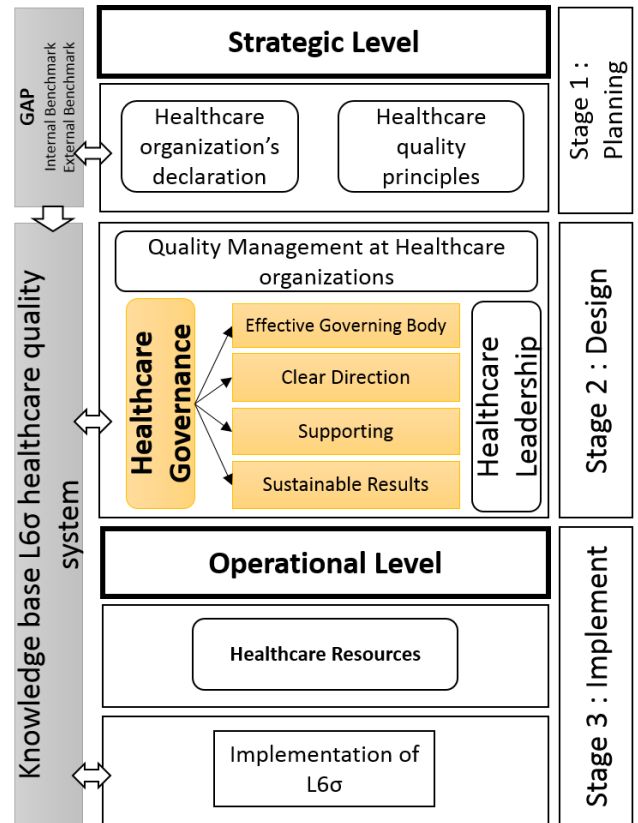 Strategic Level
GAP
Internal Benchmark
External Benchmark
Healthcare
organization's
declaration
Healthcare
quality
principles
Stage 1 :
Planning
Knowledge base L6σ healthcare quality
system
Quality Management at Healthcare
organizations
Healthcare
Governance
Effective Governing Body
Clear Direction
Supporting
Sustainable Results
Healthcare
Leadership
Stage 2 : Design
Operational Level
Healthcare Resources
Implementation of
L6σ
Stage 3 : Implement